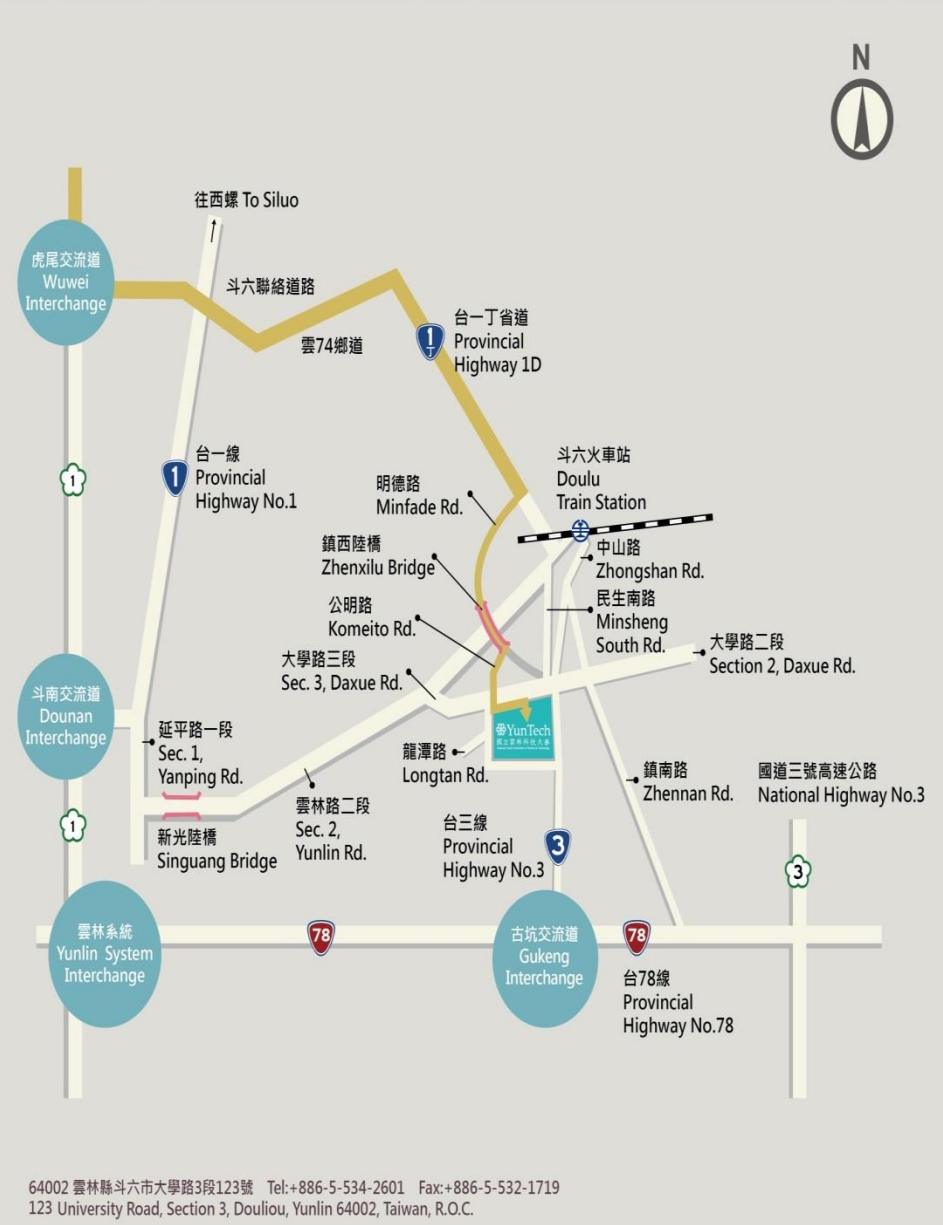 N
往西螺 To Siluo
虎尾交流道
Wuwei
Interchange
斗六聯絡道路
雲74鄉道
1
丁
台一丁省道
Provincial
Highway 1D
1
1
台一線
Provincial
Highway No.1
明德路
Minfade Rd.
斗六火車站
Doulu
Train Station
鎮西陸橋
Zhenxilu Bridge
中山路
Zhongshan Rd.
公明路
Komeito Rd.
民生南路
Minsheng
South Rd.
大學路三段
Sec. 3, Daxue Rd.
大學路二段
Section 2, Daxue Rd.
斗南交流道
Dounan
Interchange
延平路一段
Sec. 1,
Yanping Rd.
YunTech
國立雲林科技大學
龍潭路
Longtan Rd.
鎮南路
Zhennan Rd.
國道三號高速公路
National Highway No.3
1
新光陸橋
Singuang Bridge
雲林路二段
Sec. 2,
Yunlin Rd.
台三線
Provincial
Highway No.3
3
3
雲林系統
Yunlin System
Interchange
78
古坑交流道
Gukeng
Interchange
78
台78線
Provincial
Highway No.78
64002 雲林縣斗六市大學路3段123號 Tel:+886-5-534-2601 Fax:+886-5-532-1719
123 University Road, Section 3, Douliou, Yunlin 64002, Taiwan, R.O.C.